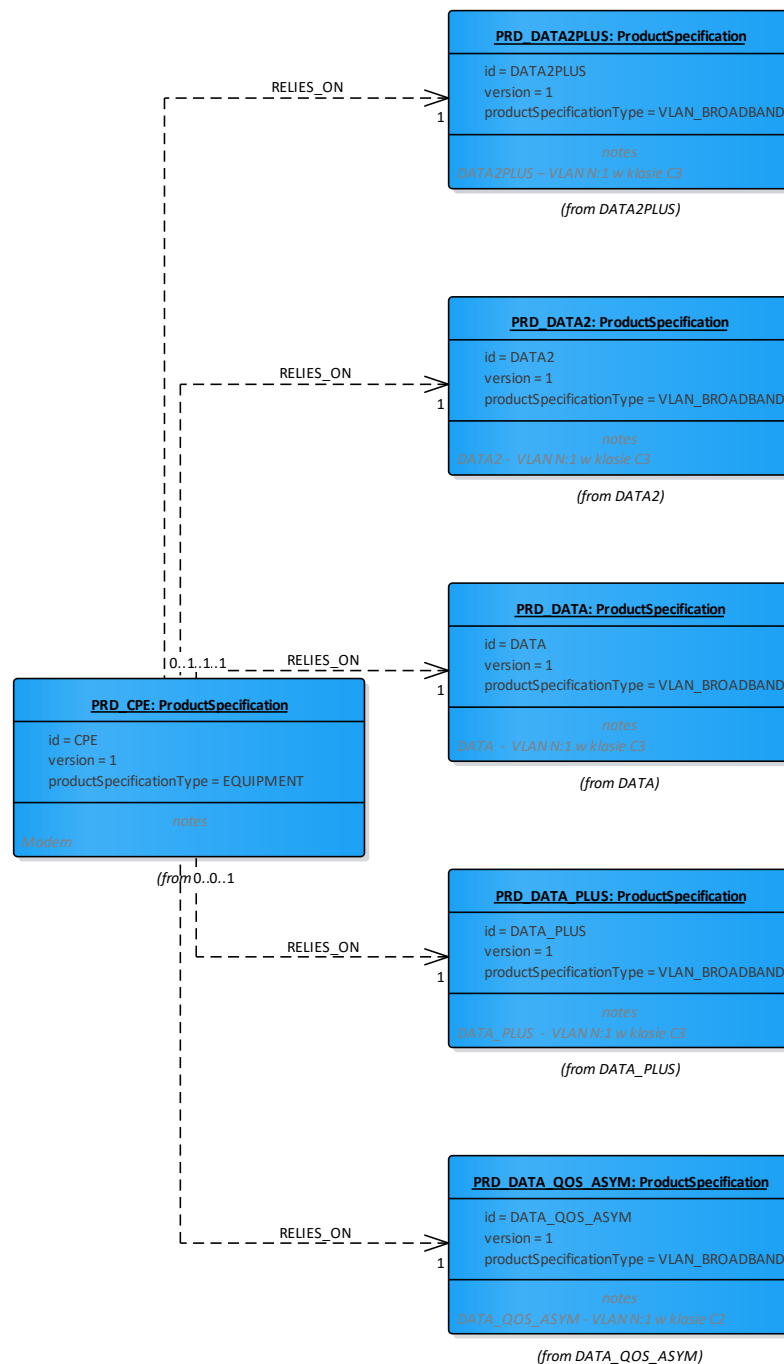 PRD_DATA2PLUS: ProductSpecification
id = DATA2PLUS
version = 1
productSpecificationType = VLAN_BROADBAND
notes
DATA2PLUS – VLAN N:1 w klasie C3
(from DATA2PLUS)
RELIES_ON
1
PRD_DATA2: ProductSpecification
id = DATA2
version = 1
productSpecificationType = VLAN_BROADBAND
notes
DATA2 - VLAN N:1 w klasie C3
(from DATA2)
RELIES_ON
1
PRD_DATA: ProductSpecification
id = DATA
version = 1
productSpecificationType = VLAN_BROADBAND
notes
DATA - VLAN N:1 w klasie C3
(from DATA)
RELIES_ON
1
0..1..1..1
PRD_CPE: ProductSpecification
id = CPE
version = 1
productSpecificationType = EQUIPMENT
notes
Modem
(from 0..0..1
PRD_DATA_PLUS: ProductSpecification
id = DATA_PLUS
version = 1
productSpecificationType = VLAN_BROADBAND
notes
DATA_PLUS - VLAN N:1 w klasie C3
(from DATA_PLUS)
RELIES_ON
1
PRD_DATA_QOS_ASYM: ProductSpecification
id = DATA_QOS_ASYM
version = 1
productSpecificationType = VLAN_BROADBAND
notes
DATA_QOS_ASYM - VLAN N:1 w klasie C2
(from DATA_QOS_ASYM)
RELIES_ON
1